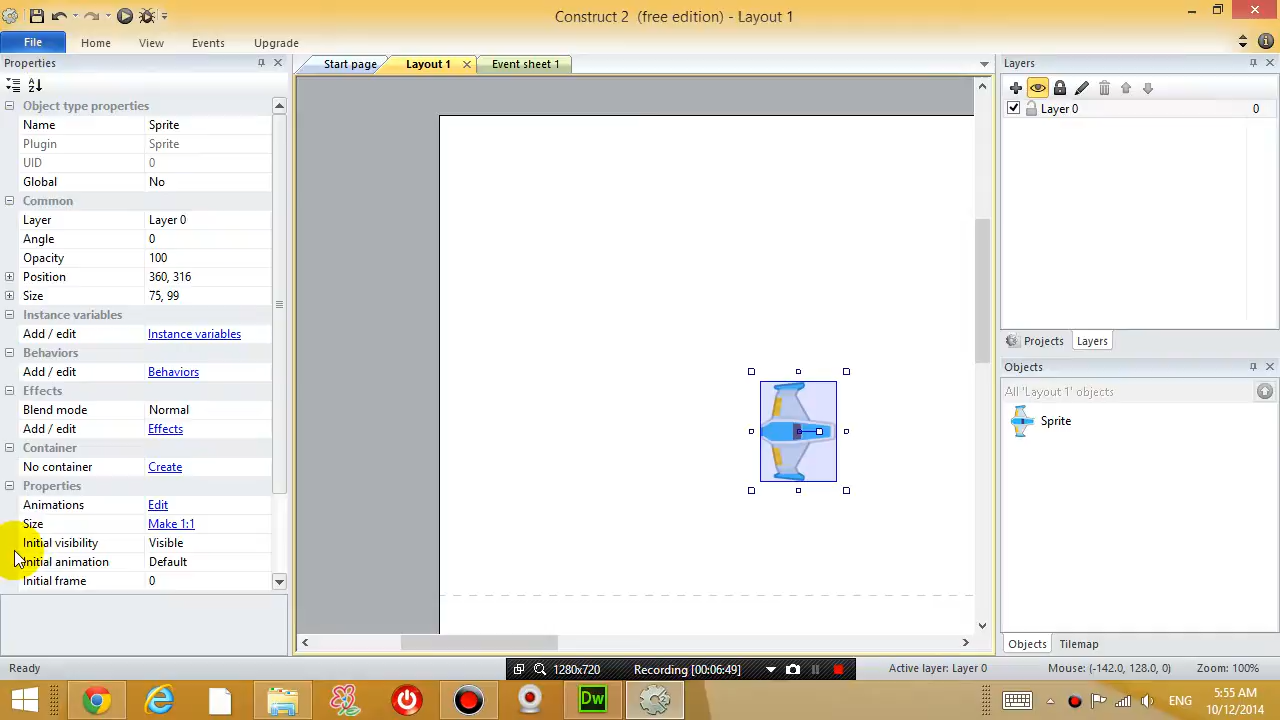 Construct 2 (free edition) - Layout 1
File Home View Events Upgrade
Properties
Object type properties
Name Sprite
Plugin Sprite
UID 0
Global No
Common
Layer Layer 0
Angle 0
Opacity 100
Position 360, 316
Size 75, 99
Instance variables
Add / edit Instance variables
Behaviors
Add / edit Behaviors
Effects
Blend mode Normal
Add / edit Effects
Container
No container Create
Properties
Animations Edit
Size Make 1:1
Initial visibility Visible
Initial animation Default
Initial frame 0
Start page Layout 1 Event sheet 1
Layers
Layer 0 0
Projects Layers
Objects
All 'Layout 1' objects
Sprite
Objects Tilemap
Ready
1280x720 Recording [00:06:49]
Active layer: Layer 0 Mouse: (-142.0, 128.0, 0) Zoom: 100%
Dw
ENG
5:55 AM
10/12/2014